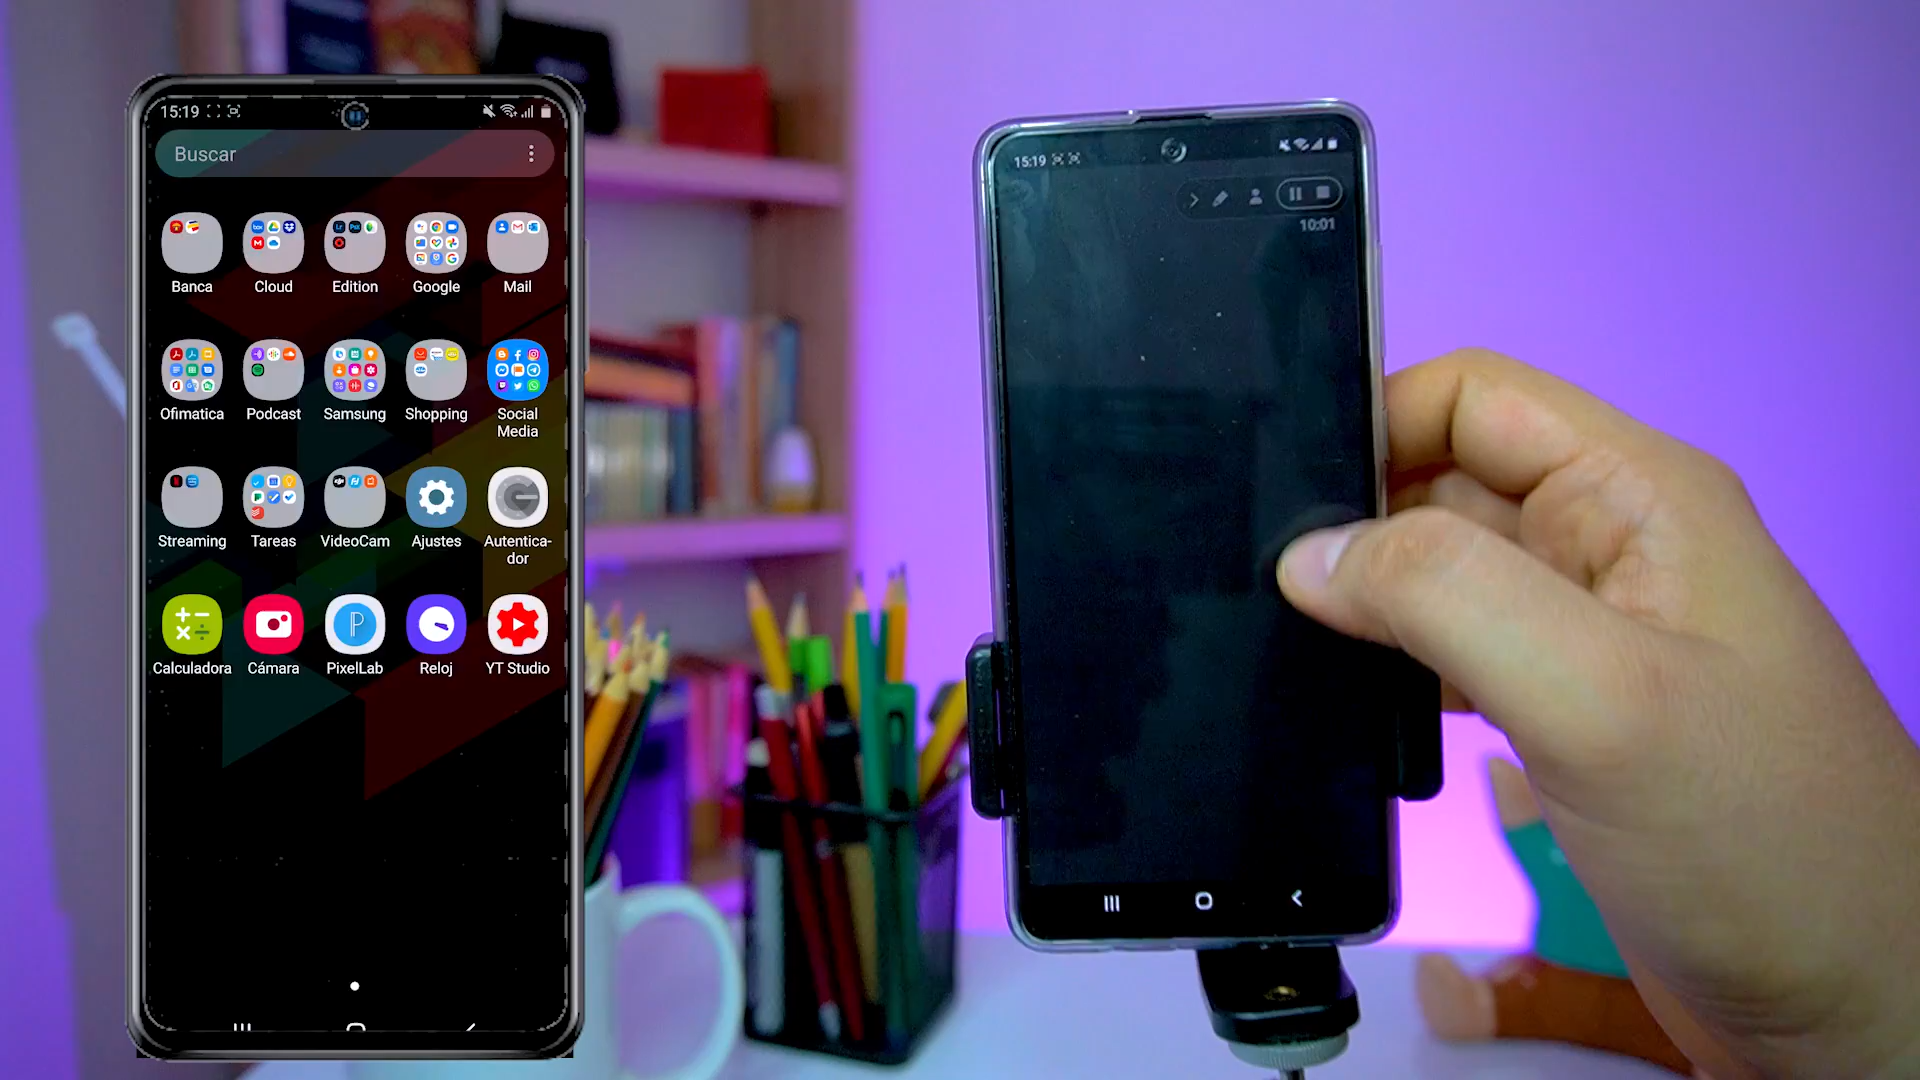 15:19
Buscar
Banca
Cloud
Edition
Google
Mail
Ofimatica
Podcast
Samsung
Shopping
Social
Media
Streaming
Tareas
VideoCam
Ajustes
Autentica-
dor
Calculadora
Cámara
PixelLab
Reloj
YT Studio
15:19
10:01